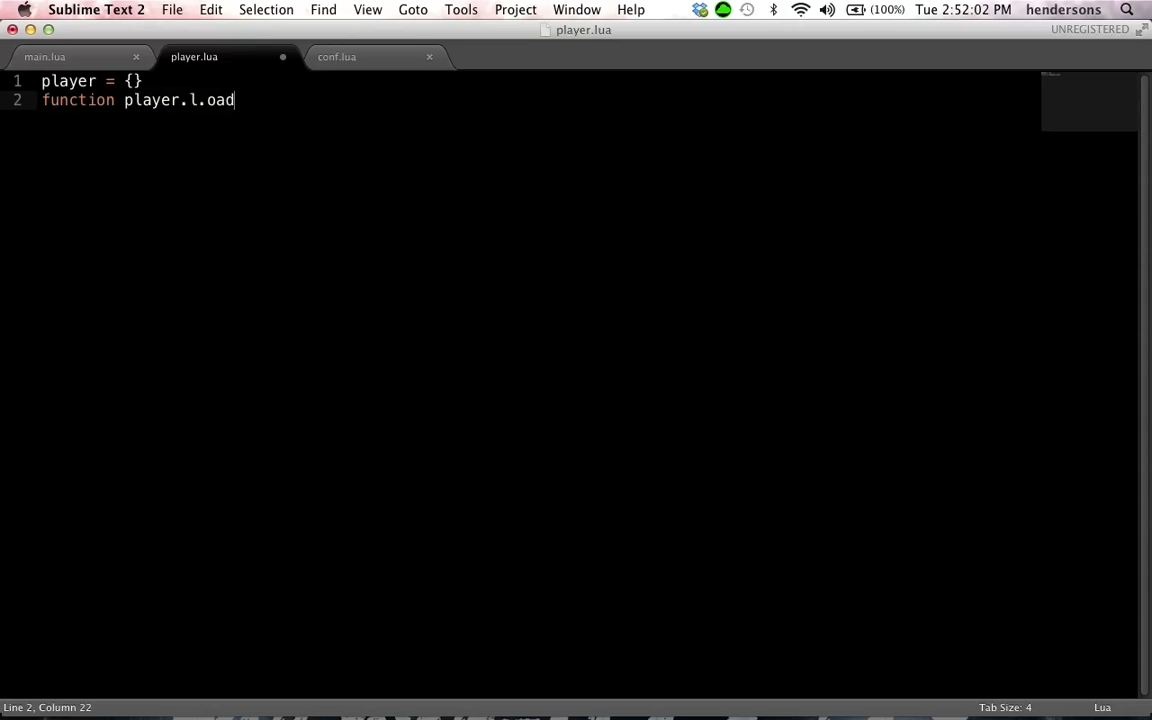 Sublime Text 2 File Edit Selection Find View Goto Tools Project Window Help (100%) Tue 2:52:02 PM hendersons
player.lua UNREGISTERED
main.lua player.lua conf.lua
1 player = {}
2 function player.l.oad
Line 2, Column 22 Tab Size: 4 Lua